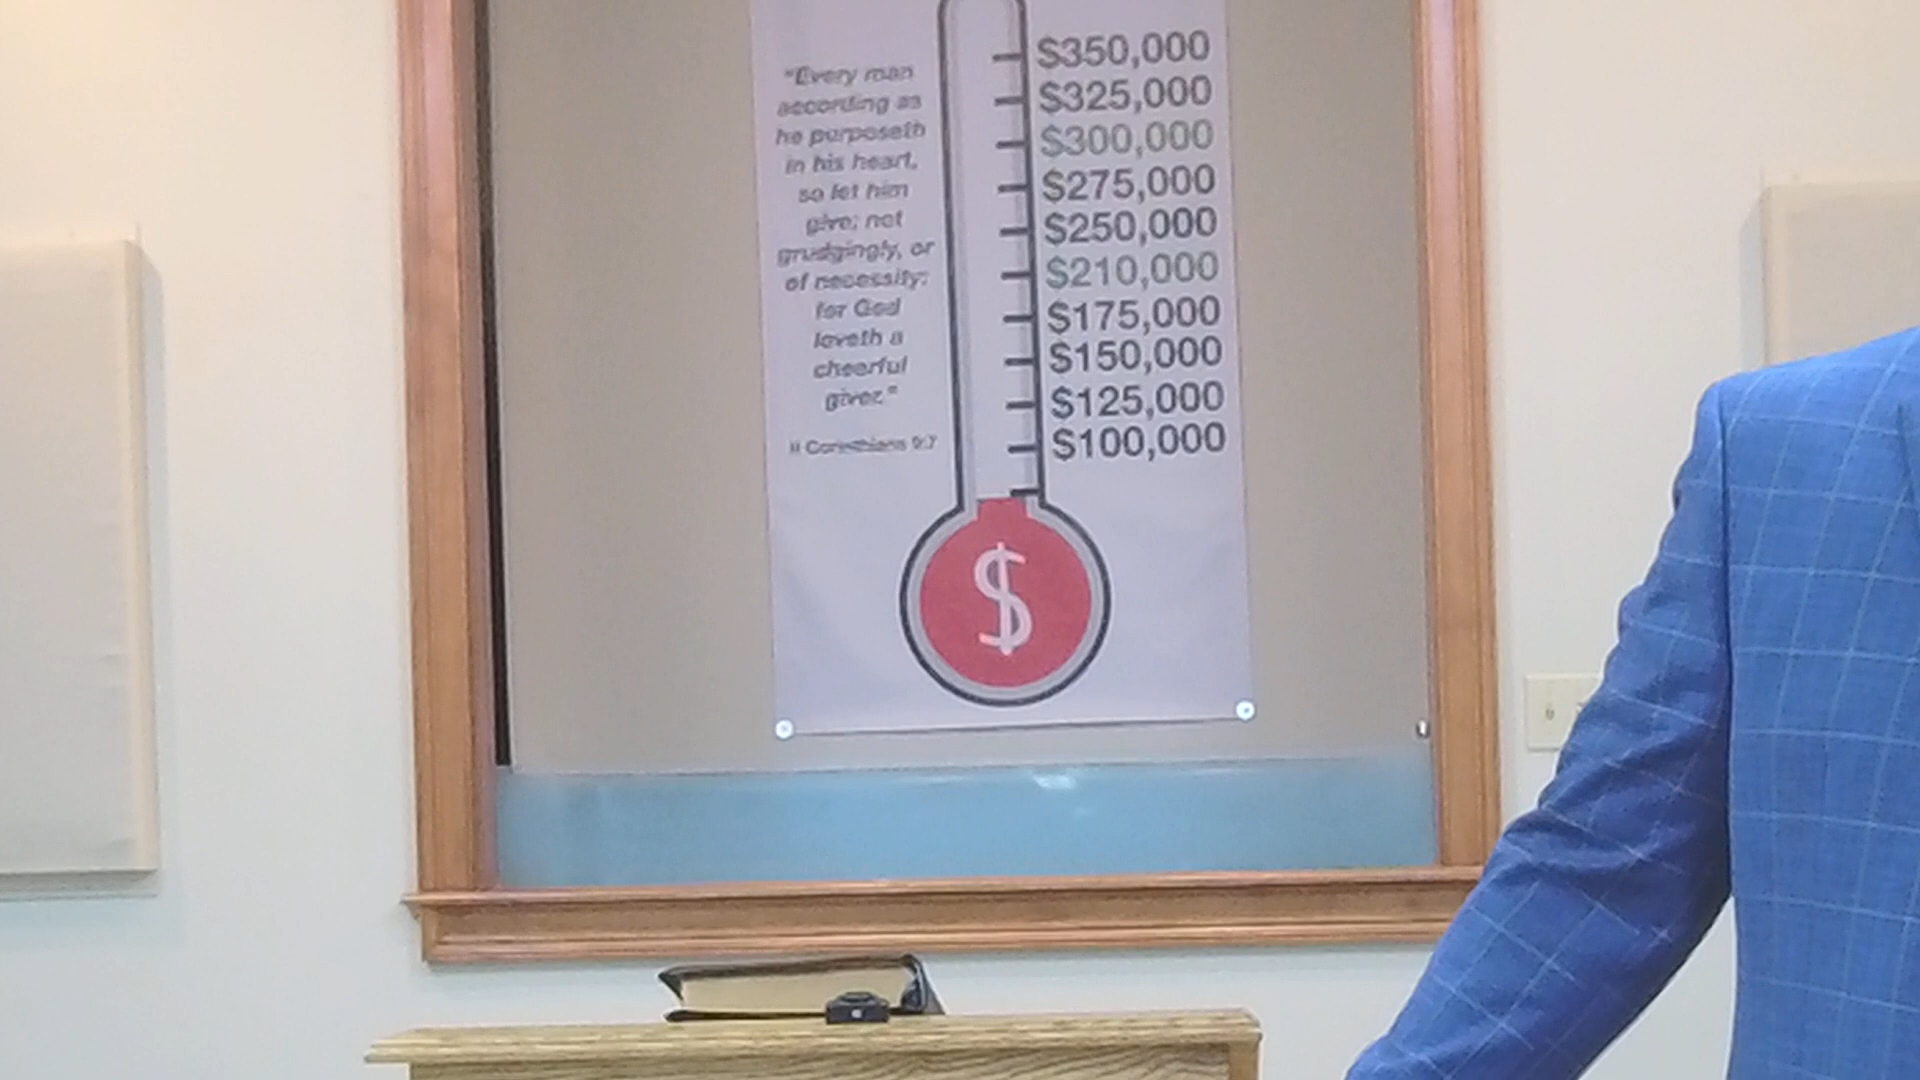 "Every man
according as
he purposeth
in his heart,
so let him
give; not
grudgingly, or
of necessity:
for God
loveth a
cheerful
giver."
II Corinthians 9:7
$350,000
$325,000
$300,000
$275,000
$250,000
$210,000
$175,000
$150,000
$125,000
$100,000
$